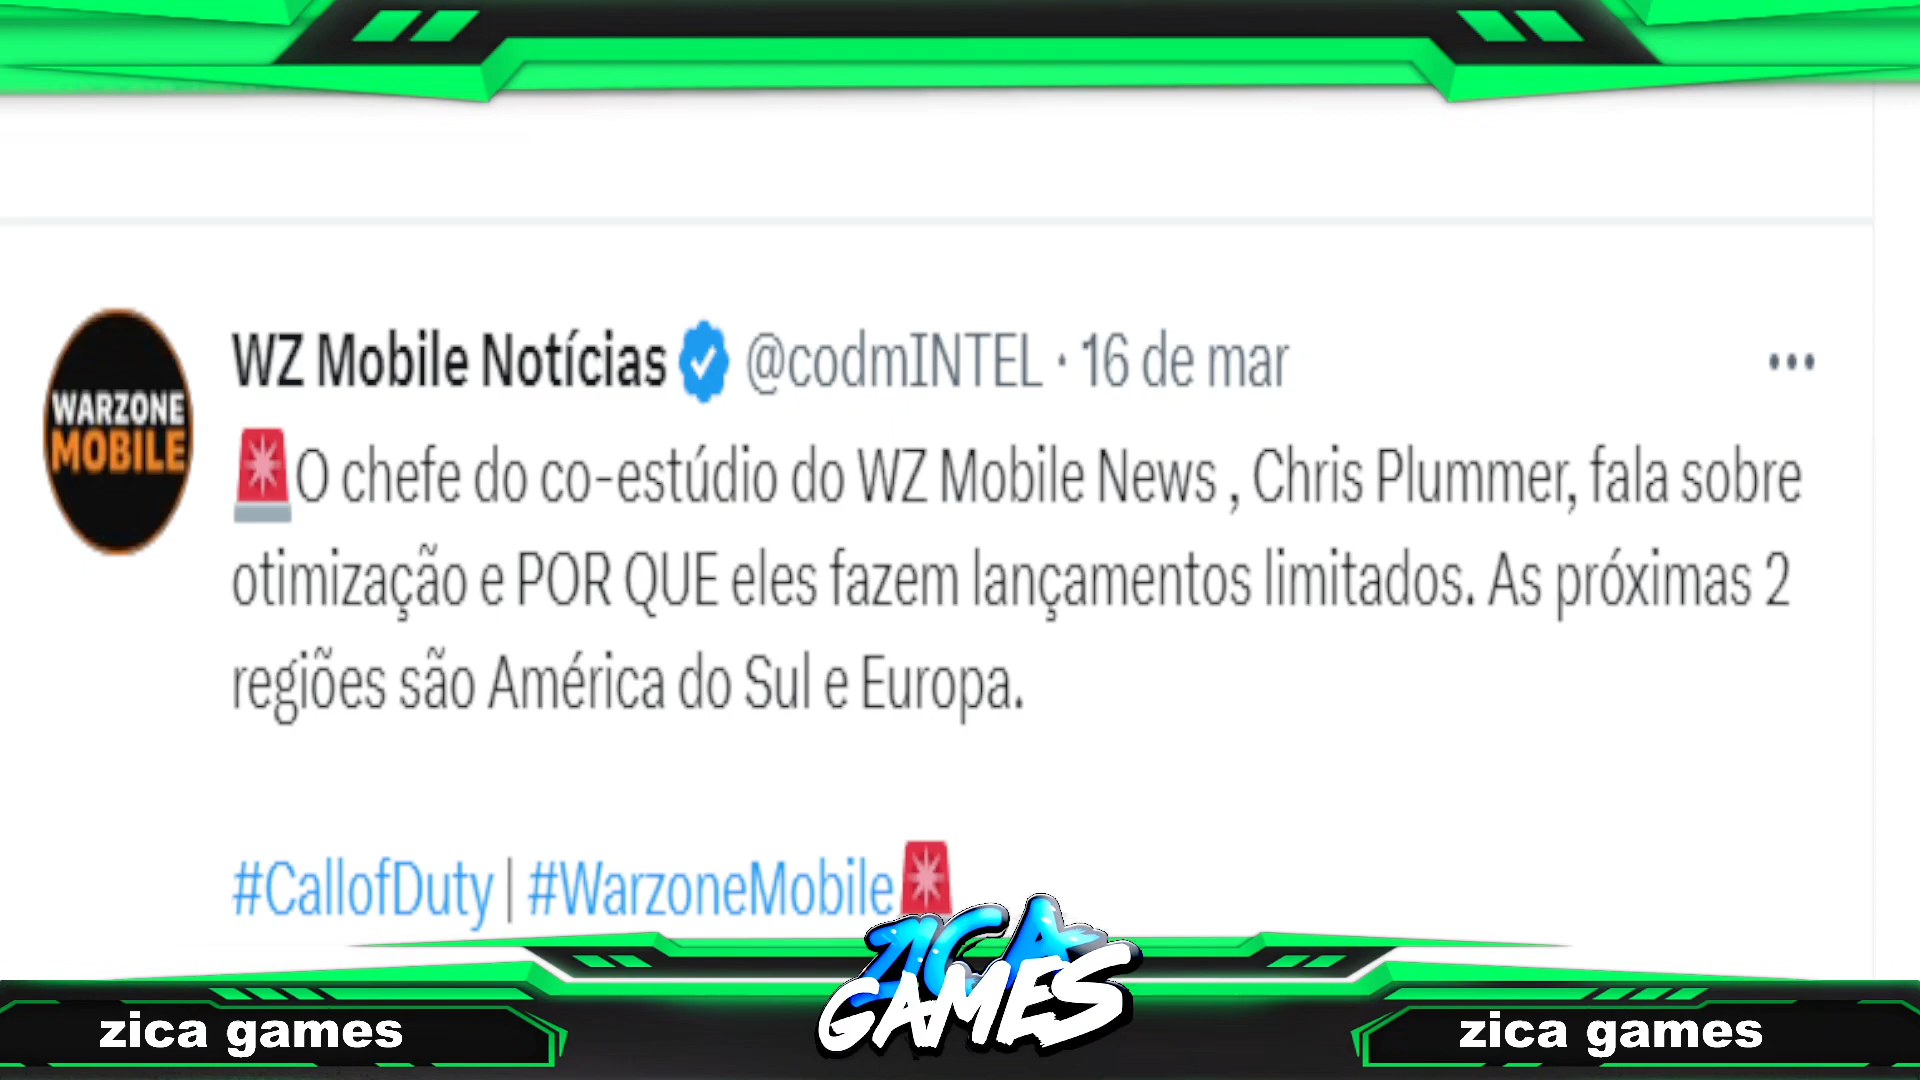 WZ Mobile Notícias @codmINTEL · 16 de mar
WARZONE
MOBILE
O chefe do co-estúdio do WZ Mobile News , Chris Plummer, fala sobre
otimização e POR QUE eles fazem lançamentos limitados. As próximas 2
regiões são América do Sul e Europa.
#CallofDuty | #WarzoneMobile
ZICA
GAMES
zica games
zica games